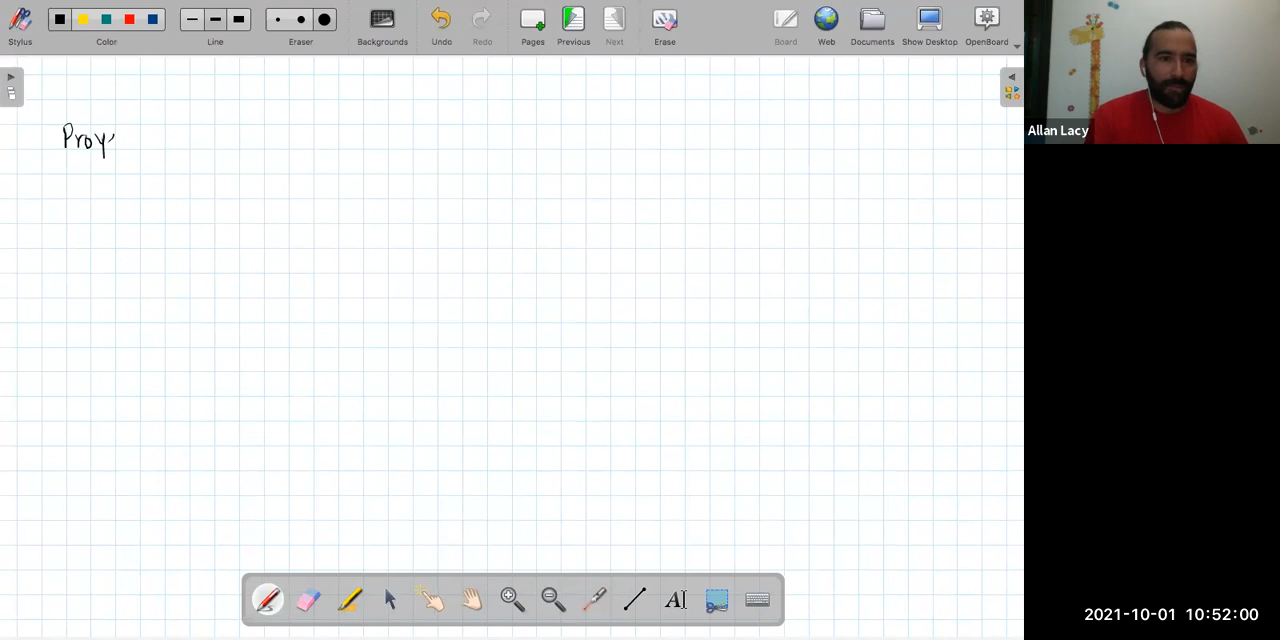 Stylus
Color
Line
Eraser
Backgrounds
Undo
Redo
Pages
Previous
Next
Erase
Board
Web
Documents
Show Desktop
OpenBoard
Allan Lacy
Proy
A
2021-10-01 10:52:00